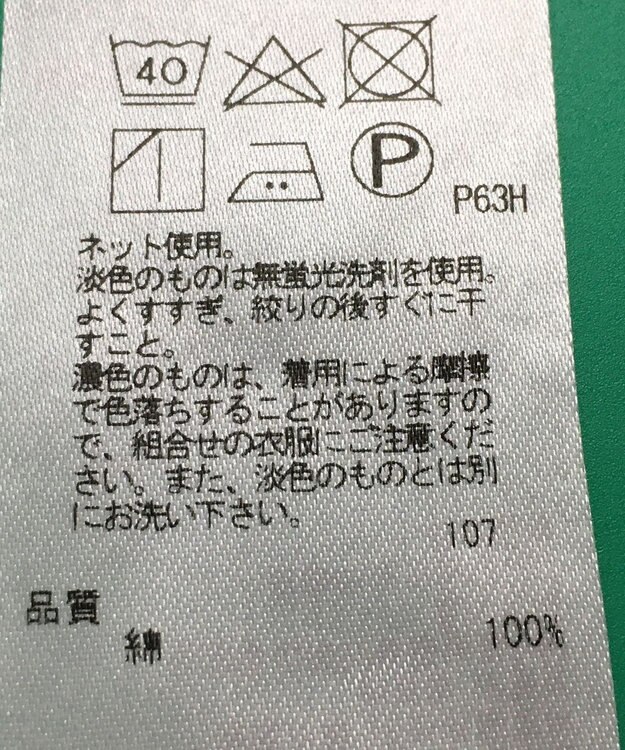 40
P
P63H
ネット使用。
淡色のものは無蛍光洗剤を使用。
よくすすぎ、絞りの後すぐに干
すこと。
濃色のものは、着用による摩擦
で色落ちすることがありますの
で、組合せの衣服にご注意くだ
さい。また、淡色のものとは別
にお洗い下さい。
107
品質
綿 100%